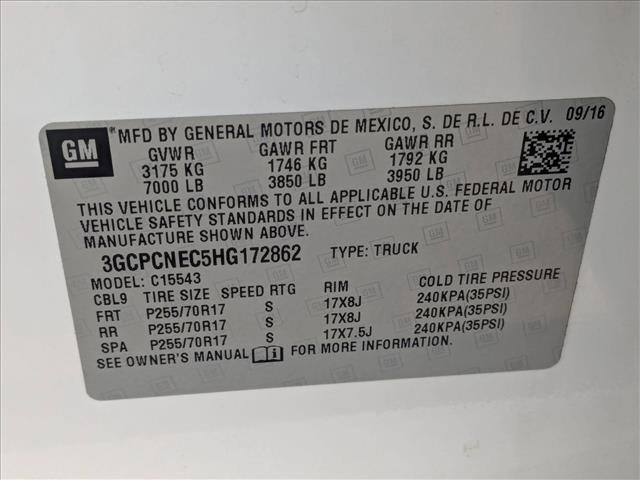 GM
MFD BY GENERAL MOTORS DE MEXICO, S. DE R.L. DE C.V. 09/16
GVWR GAWR FRT GAWR RR
3175 KG 1746 KG 1792 KG
7000 LB 3850 LB 3950 LB
THIS VEHICLE CONFORMS TO ALL APPLICABLE U.S. FEDERAL MOTOR
VEHICLE SAFETY STANDARDS IN EFFECT ON THE DATE OF
MANUFACTURE SHOWN ABOVE.
3GCPCNEC5HG172862 TYPE: TRUCK
MODEL: C15543
CBL9 TIRE SIZE SPEED RTG RIM COLD TIRE PRESSURE
FRT P255/70R17 S 17X8J 240KPA(35PSI)
RR P255/70R17 S 17X8J 240KPA(35PSI)
SPA P255/70R17 S 17X7.5J 240KPA(35PSI)
SEE OWNER'S MANUAL FOR MORE INFORMATION.